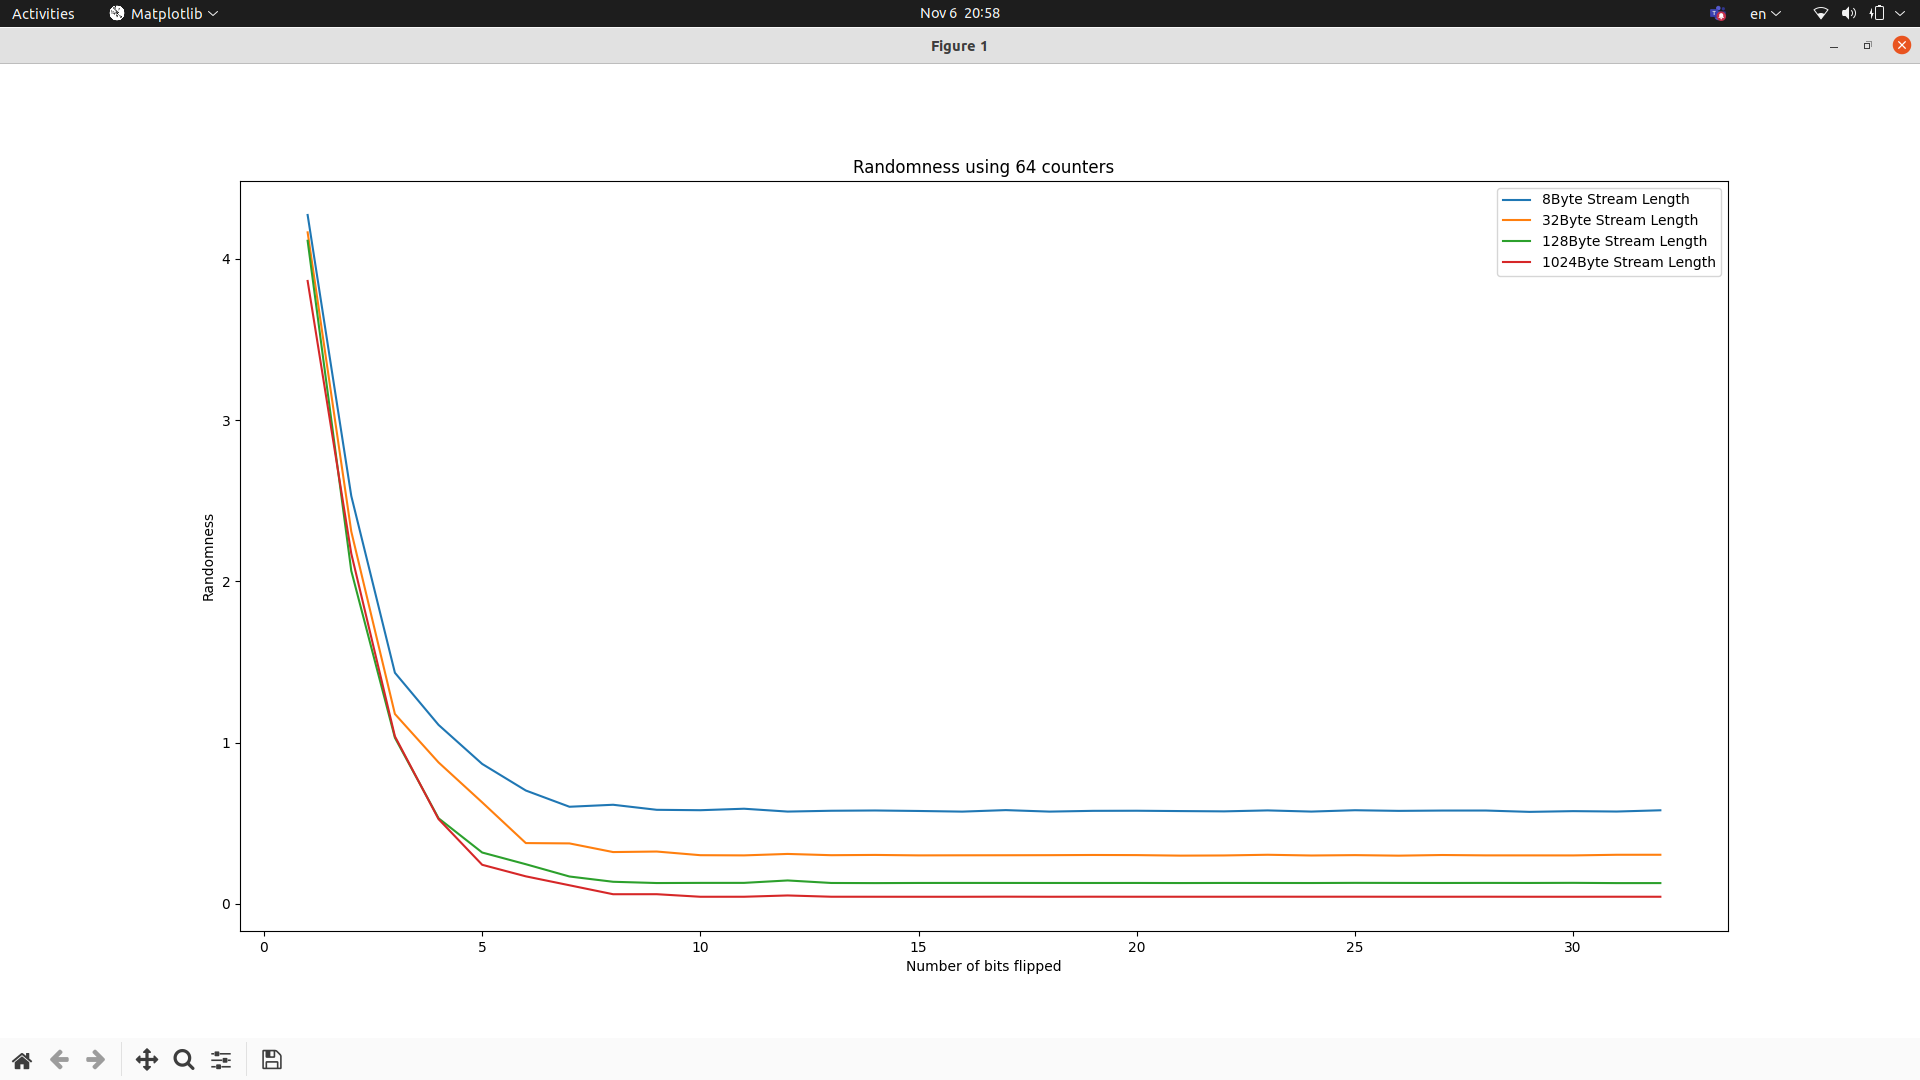 Activities
Matplotlib
Nov 6 20:58
en
Figure 1
Randomness using 64 counters
8Byte Stream Length
32Byte Stream Length
128Byte Stream Length
1024Byte Stream Length
4
3
2
1
0
Randomness
0 5 10 15 20 25 30
Number of bits flipped